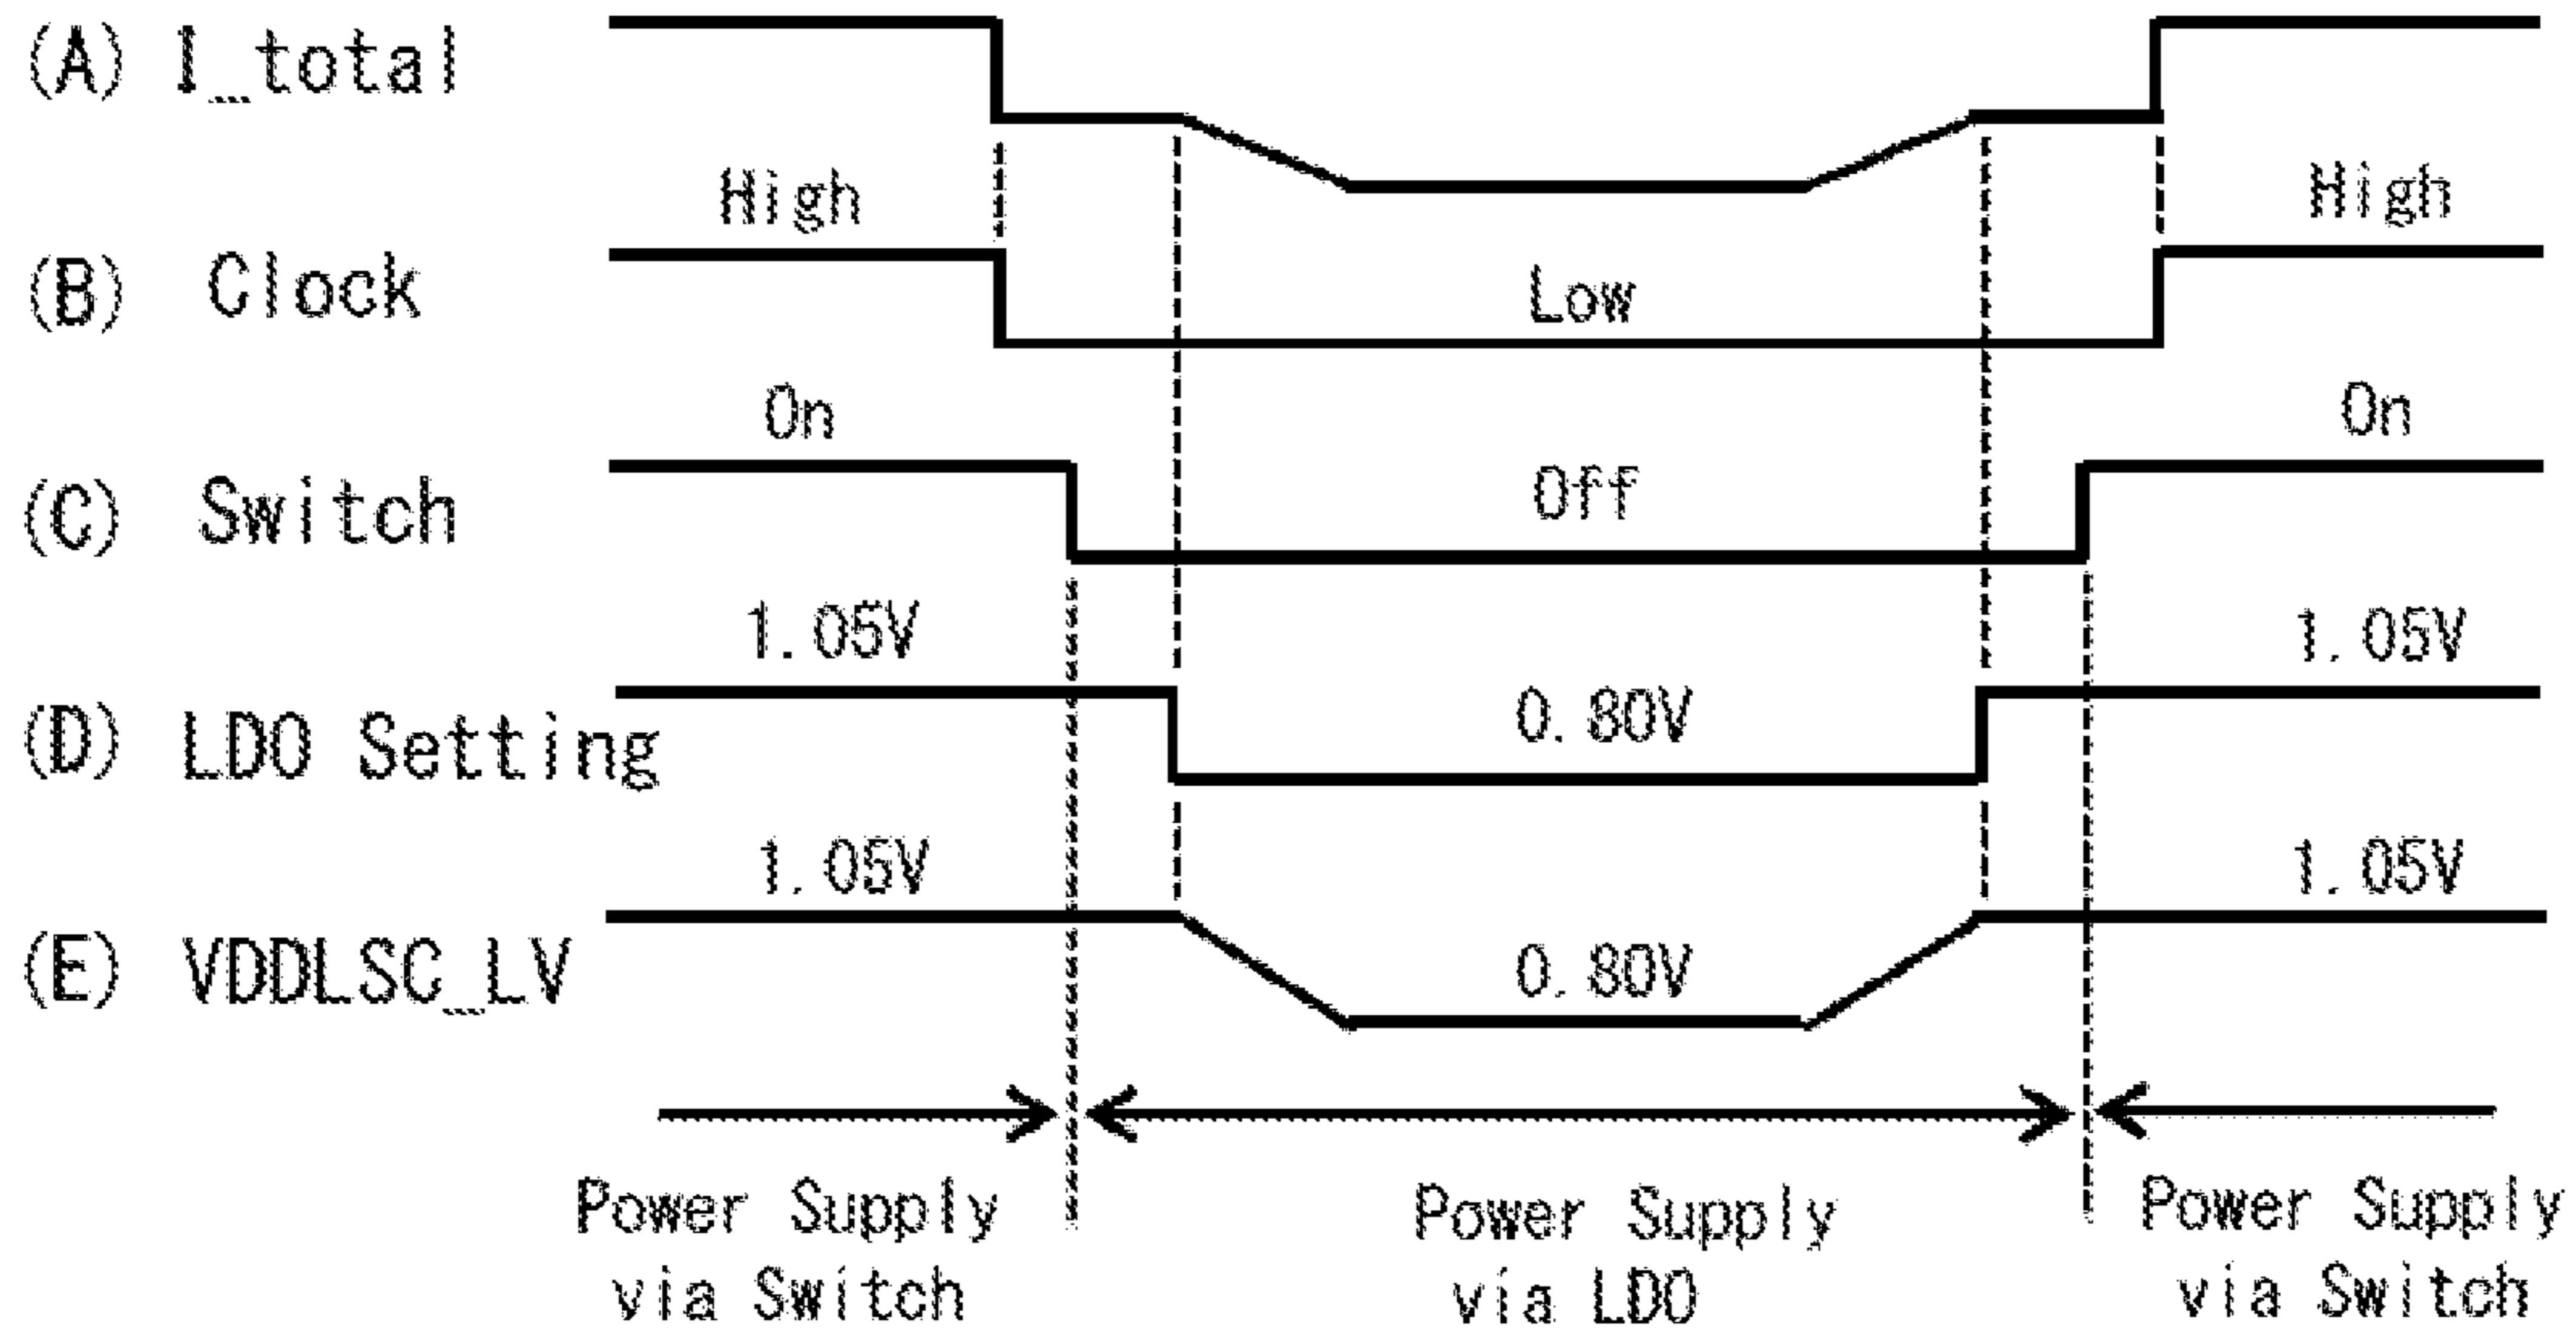 (A) I_total
High
High
(B) Clock
Low
On
On
(C) Switch
Off
1.05V
1.05V
(D) LDO Setting
0.80V
1.05V
1.05V
(E) VDDLSC_LV
0.80V
Power Supply
via Switch
Power Supply
via LDO
Power Supply
via Switch